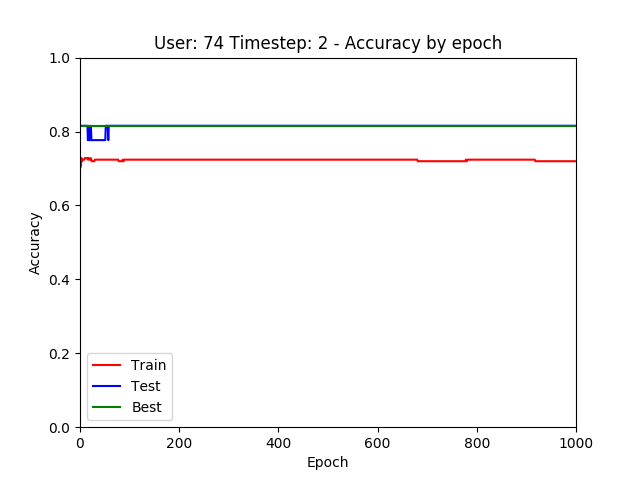 User: 74 Timestep: 2 - Accuracy by epoch
1.0
0.8
0.6
0.4
0.2
0.0
Accuracy
Train
Test
Best
0 200 400 600 800 1000
Epoch